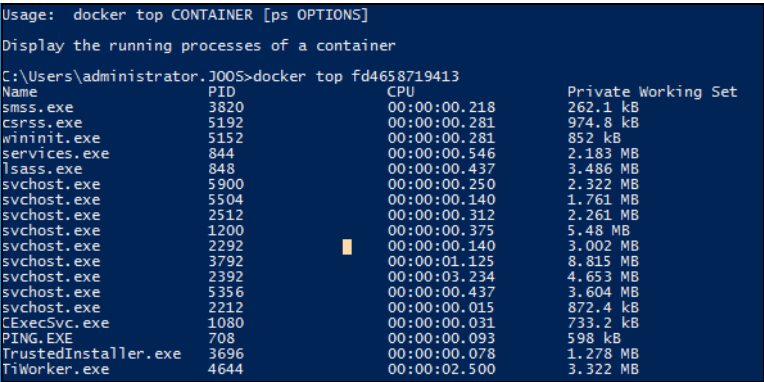 Usage:  docker top CONTAINER [ps OPTIONS]
Display the running processes of a container
C:\Users\administrator.JOOS>docker top fd4658719413
Name PID CPU Private Working Set
smss.exe 3820 00:00:00.218 262.1 kB
csrss.exe 5192 00:00:00.281 974.8 kB
wininit.exe 5152 00:00:00.281 852 kB
services.exe 844 00:00:00.546 2.183 MB
lsass.exe 848 00:00:00.437 3.486 MB
svchost.exe 5900 00:00:00.250 2.322 MB
svchost.exe 5504 00:00:00.140 1.761 MB
svchost.exe 2512 00:00:00.312 2.261 MB
svchost.exe 1200 00:00:00.375 5.48 MB
svchost.exe 2292 00:00:00.140 3.002 MB
svchost.exe 3792 00:00:01.125 8.815 MB
svchost.exe 2392 00:00:03.234 4.653 MB
svchost.exe 5356 00:00:00.437 3.604 MB
svchost.exe 2212 00:00:00.015 872.4 kB
CExecSvc.exe 1080 00:00:00.031 733.2 kB
PING.EXE 708 00:00:00.093 598 kB
TrustedInstaller.exe 3696 00:00:00.078 1.278 MB
TiWorker.exe 4644 00:00:02.500 3.322 MB